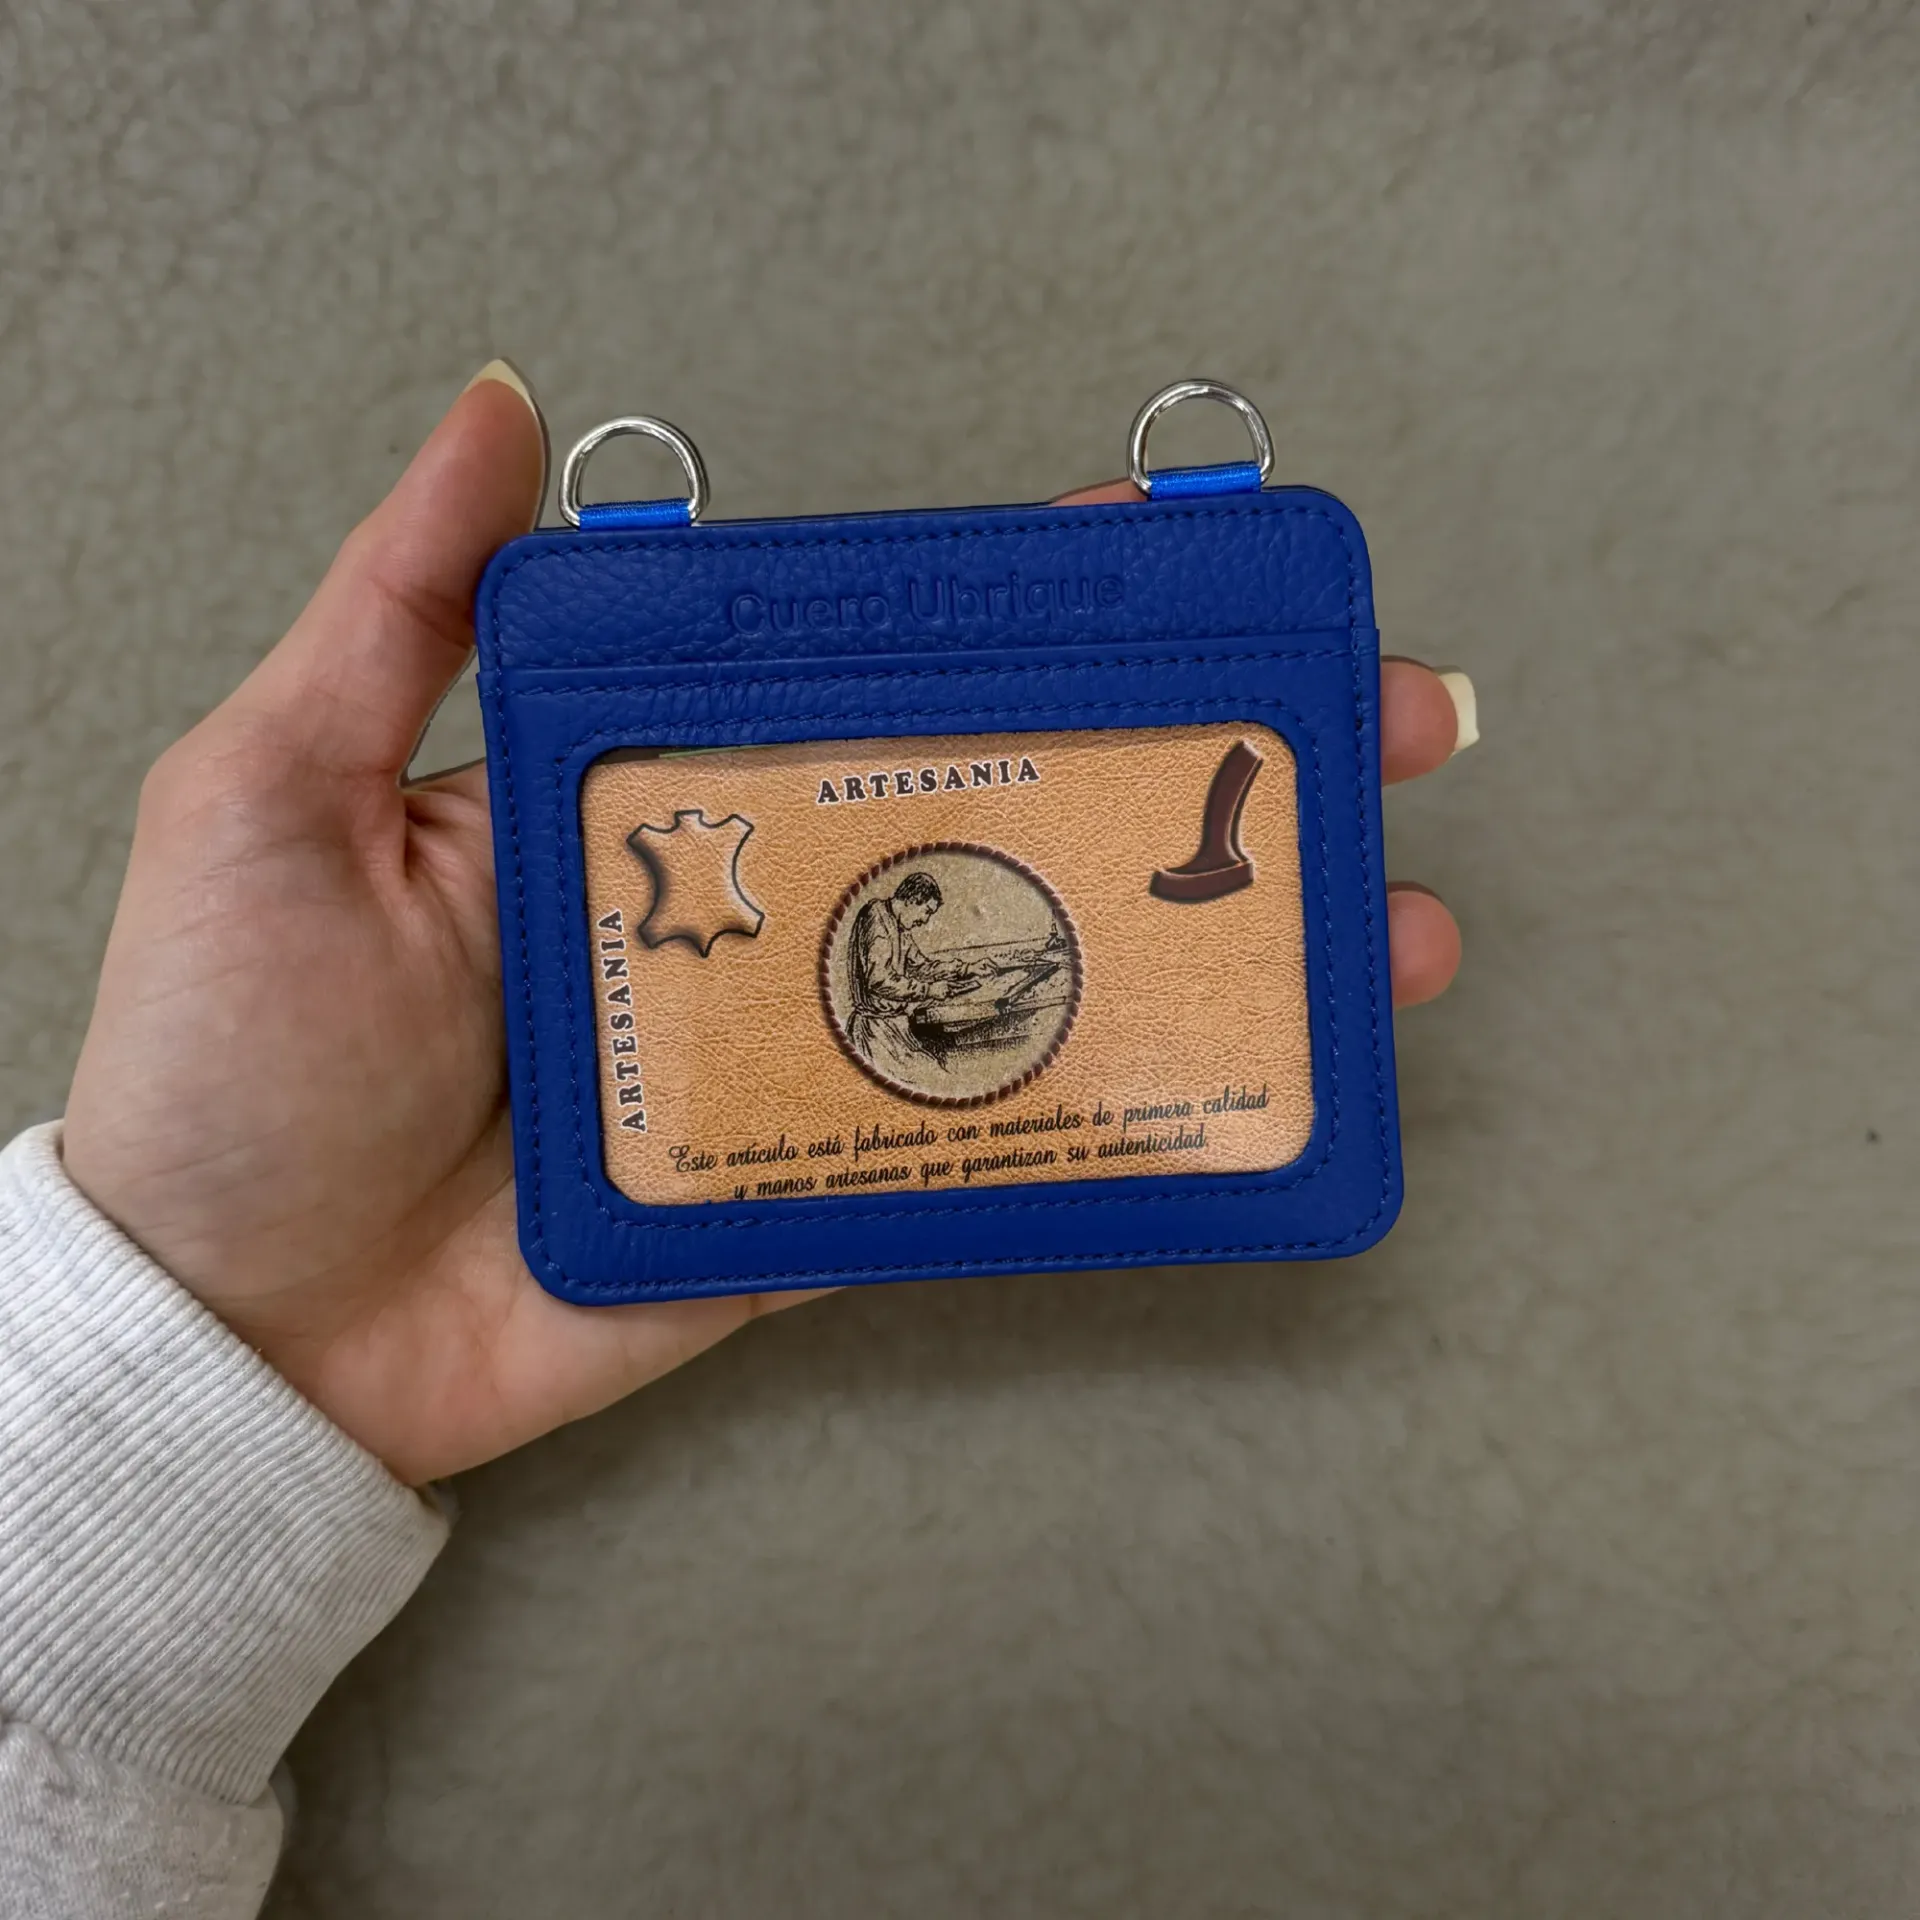 Cuero Ubrique
ARTESANIA
ARTESANIA
Este artículo está fabricado con materiales de primera calidad
y manos artesanas que garantizan su autenticidad.